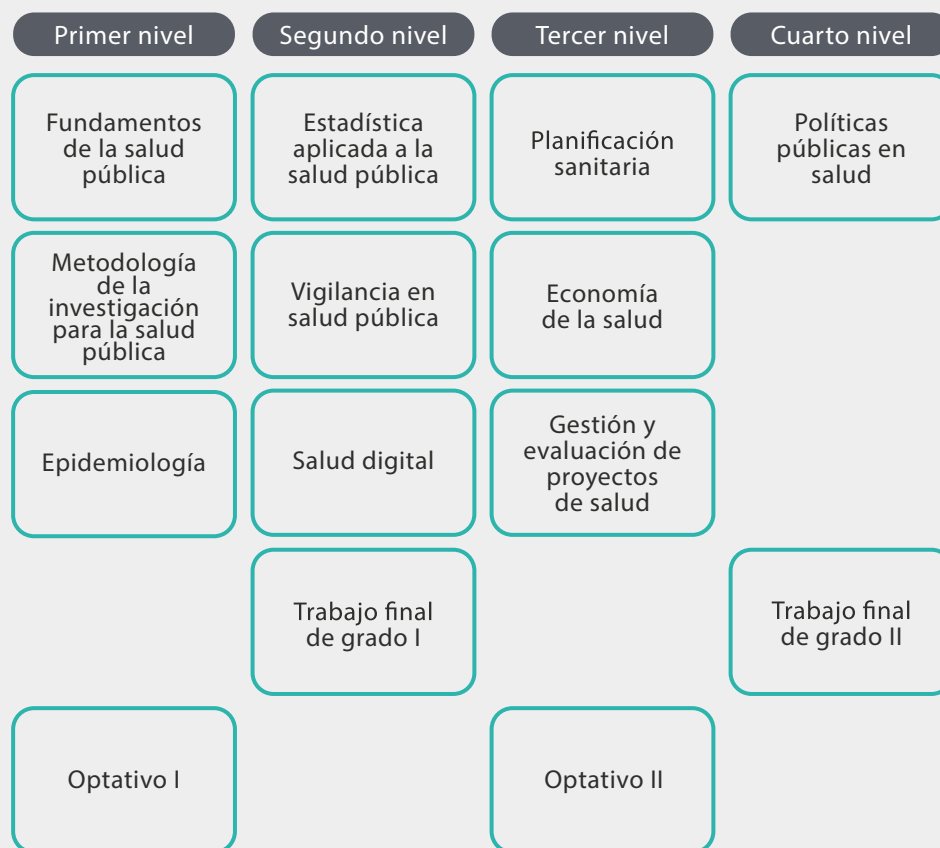 Primer nivel
Segundo nivel
Tercer nivel
Cuarto nivel
Fundamentos
de la salud
pública
Estadística
aplicada a la
salud pública
Planificación
sanitaria
Políticas
públicas en
salud
Metodología
de la
investigación
para la salud
pública
Vigilancia en
salud pública
Economía
de la salud
Epidemiología
Salud digital
Gestión y
evaluación de
proyectos
de salud
Trabajo final
de grado I
Trabajo final
de grado II
Optativo I
Optativo II